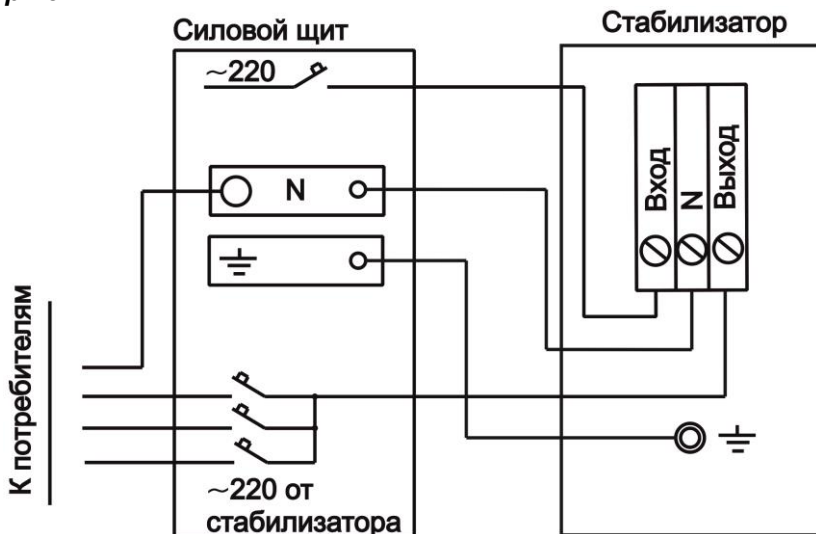 Силовой щит
Стабилизатор
~220
Вход
N
Выход
N
К потребителям
~220 от
стабилизатора